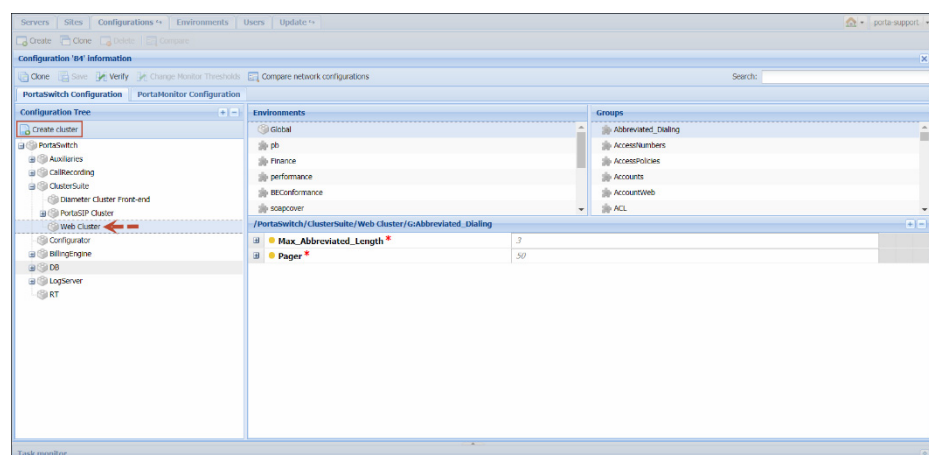 Servers Sites Configurations Environments Users Update porta-support
Create Clone Delete Compare
Configuration 'B4' information
Clone Save Verify Change Monitor Thresholds Compare network configurations Search:
PortaSwitch Configuration PortaMonitor Configuration
Configuration Tree
Create cluster
PortaSwitch
Auxiliaries
CallRecording
ClusterSuite
Diameter Cluster Front-end
PortaSIP Cluster
Web Cluster
Configurator
BillingEngine
DB
LogServer
RT
Environments
Global
pb
Finance
performance
BEConformance
soapcover
Groups
Abbreviated_Dialing
AccessNumbers
AccessPolicies
Accounts
AccountWeb
ACL
/PortaSwitch/ClusterSuite/Web Cluster/G:Abbreviated_Dialing
Max_Abbreviated_Length * 3
Pager * 50
Task monitor